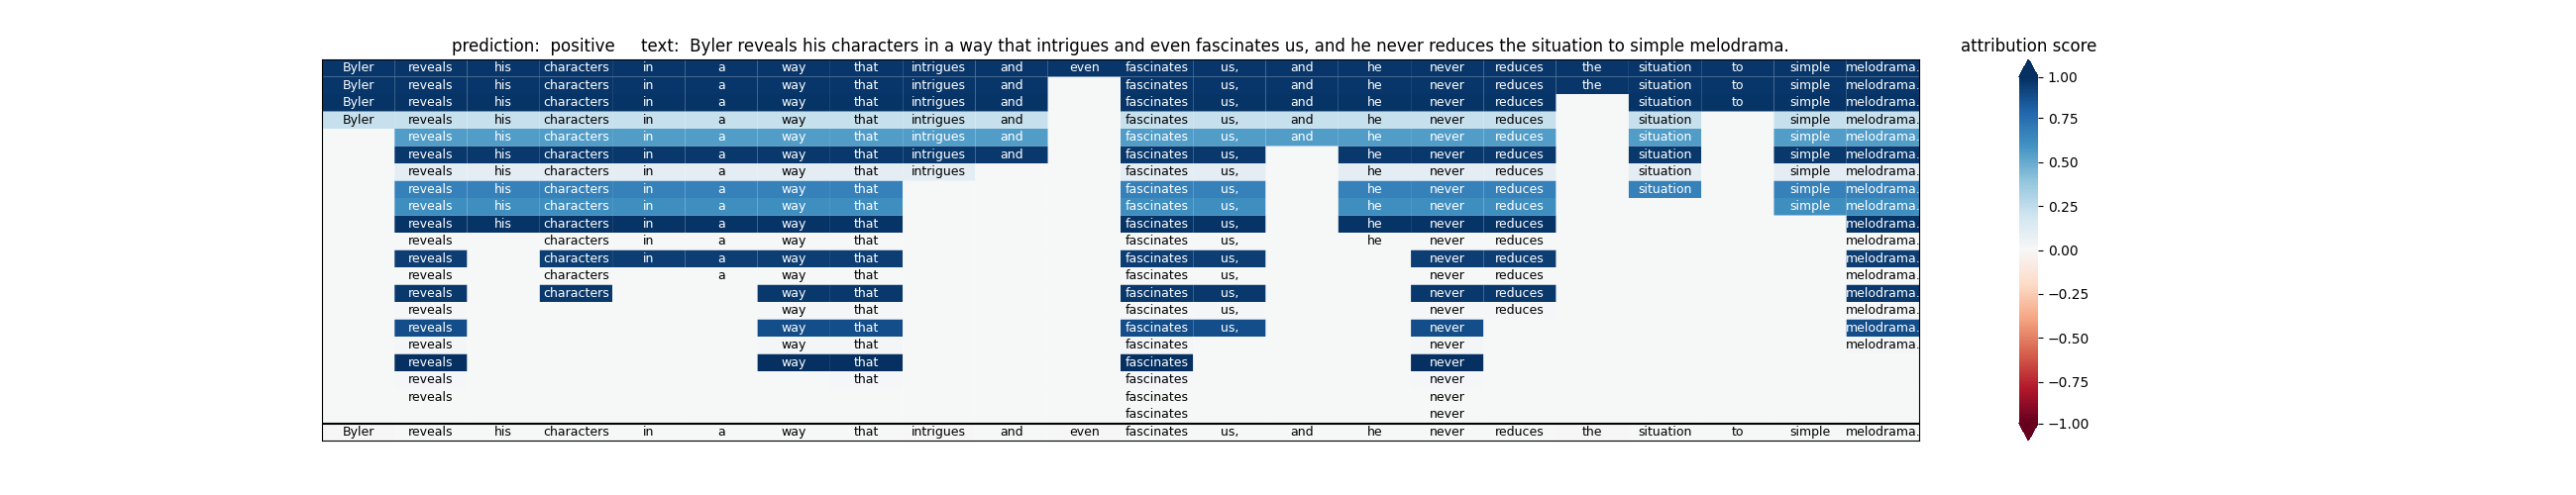 prediction:  positive     text:  Byler reveals his characters in a way that intrigues and even fascinates us, and he never reduces the situation to simple melodrama.
attribution score
Byler reveals his characters in a way that intrigues and even fascinates us, and he never reduces the situation to simple melodrama.
Byler reveals his characters in a way that intrigues and fascinates us, and he never reduces the situation to simple melodrama.
Byler reveals his characters in a way that intrigues and fascinates us, and he never reduces situation to simple melodrama.
Byler reveals his characters in a way that intrigues and fascinates us, and he never reduces situation simple melodrama.
reveals his characters in a way that intrigues and fascinates us, and he never reduces situation simple melodrama.
reveals his characters in a way that intrigues and fascinates us, he never reduces situation simple melodrama.
reveals his characters in a way that intrigues fascinates us, he never reduces situation simple melodrama.
reveals his characters in a way that fascinates us, he never reduces situation simple melodrama.
reveals his characters in a way that fascinates us, he never reduces simple melodrama.
reveals his characters in a way that fascinates us, he never reduces melodrama.
reveals characters in a way that fascinates us, he never reduces melodrama.
reveals characters in a way that fascinates us, never reduces melodrama.
reveals characters a way that fascinates us, never reduces melodrama.
reveals characters way that fascinates us, never reduces melodrama.
reveals way that fascinates us, never reduces melodrama.
reveals way that fascinates us, never melodrama.
reveals way that fascinates never melodrama.
reveals way that fascinates never
reveals that fascinates never
reveals fascinates never
fascinates never
Byler reveals his characters in a way that intrigues and even fascinates us, and he never reduces the situation to simple melodrama.
1.00
0.75
0.50
0.25
0.00
−0.25
−0.50
−0.75
−1.00